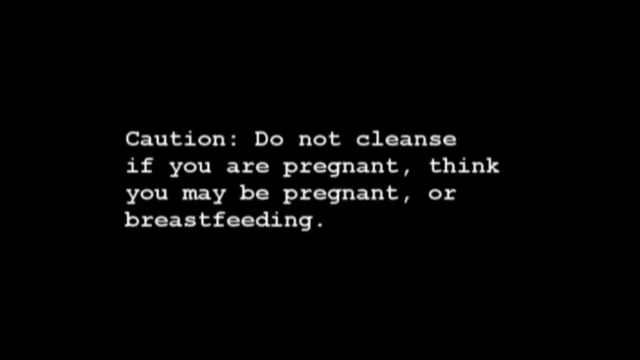 Caution: Do not cleanse
if you are pregnant, think
you may be pregnant, or
breastfeeding.